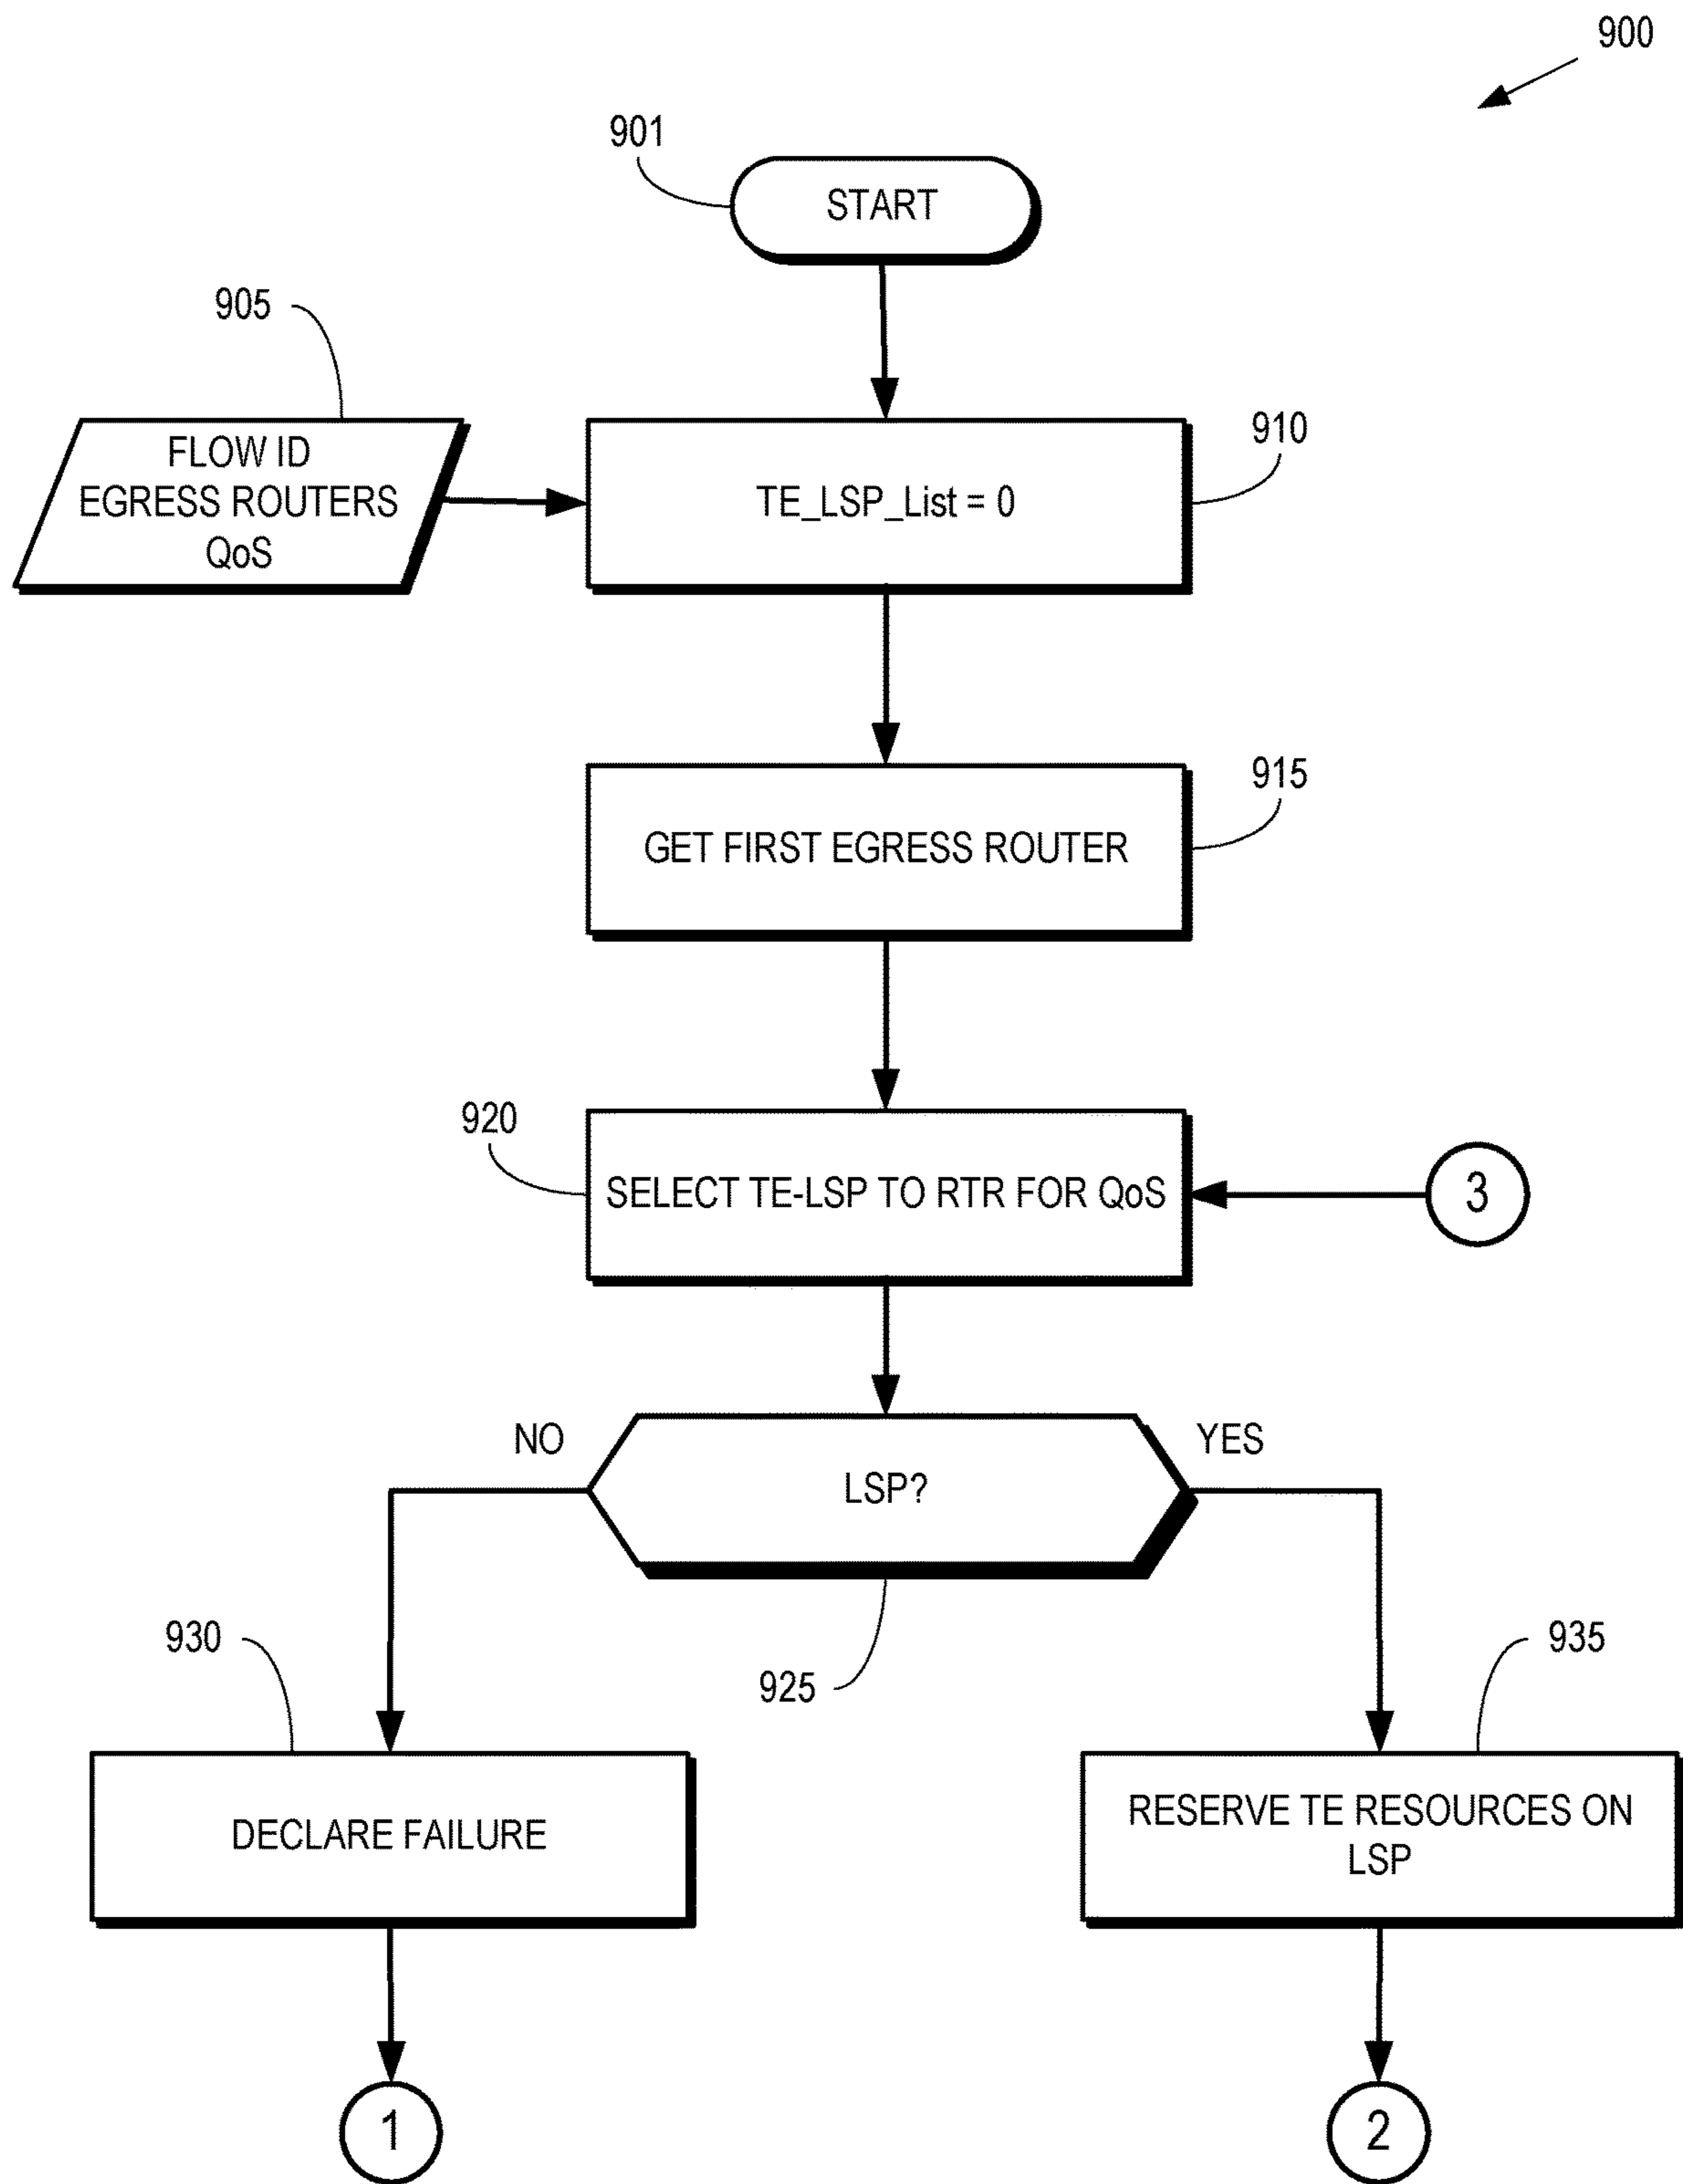 900
901
START
905
FLOW ID
EGRESS ROUTERS
QoS
910
TE_LSP_List = 0
915
GET FIRST EGRESS ROUTER
920
SELECT TE-LSP TO RTR FOR QoS
3
NO
YES
LSP?
925
930
935
DECLARE FAILURE
RESERVE TE RESOURCES ON
LSP
1
2